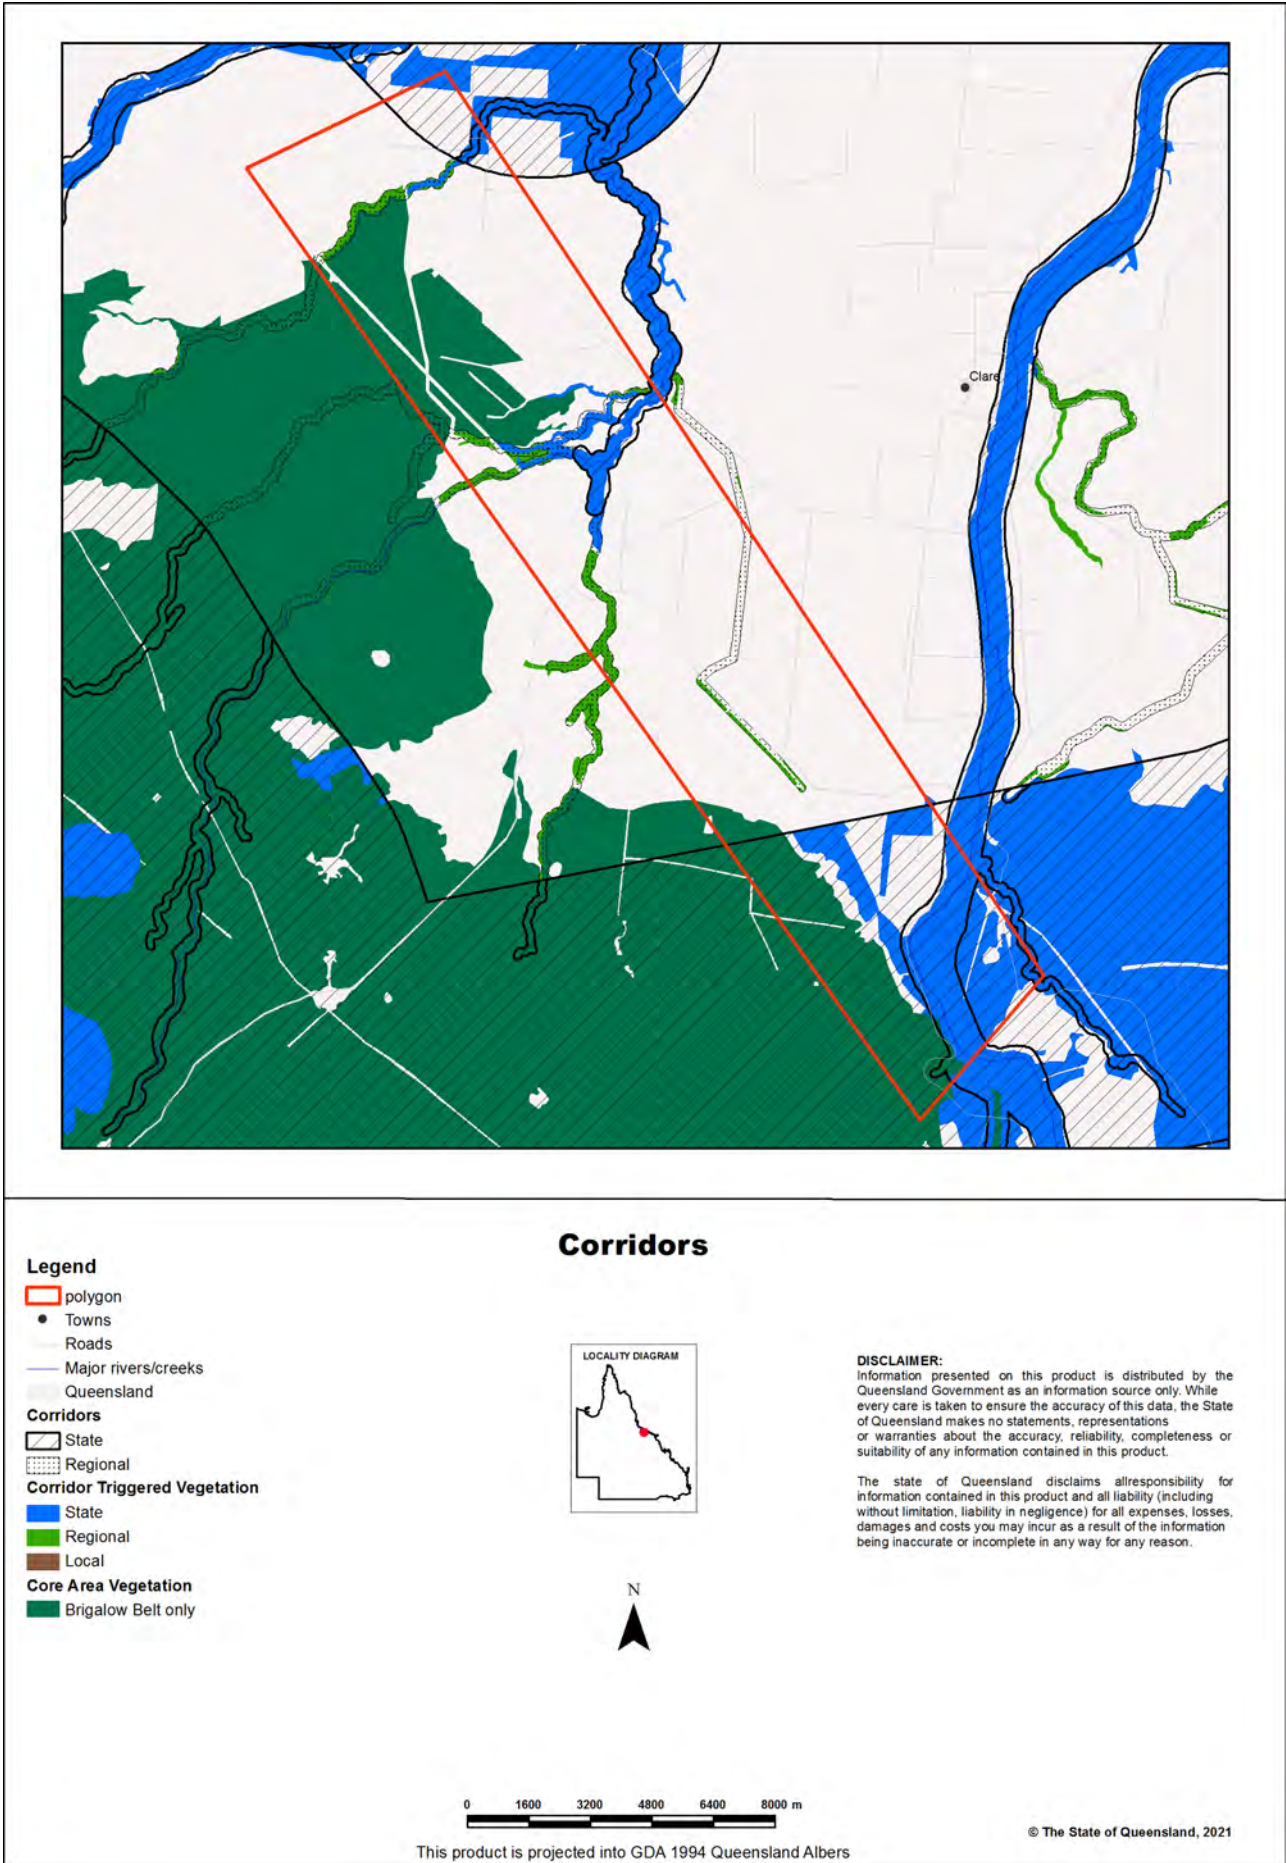 Clare
Corridors
Legend
polygon
Towns
Roads
Major rivers/creeks
Queensland
Corridors
State
Regional
Corridor Triggered Vegetation
State
Regional
Local
Core Area Vegetation
Brigalow Belt only
LOCALITY DIAGRAM
N
DISCLAIMER:
Information presented on this product is distributed by the
Queensland Government as an information source only. While
every care is taken to ensure the accuracy of this data, the State
of Queensland makes no statements, representations
or warranties about the accuracy, reliability, completeness or
suitability of any information contained in this product.
The state of Queensland disclaims allresponsibility for
information contained in this product and all liability (including
without limitation, liability in negligence) for all expenses, losses,
damages and costs you may incur as a result of the information
being inaccurate or incomplete in any way for any reason.
0 1600 3200 4800 6400 8000 m
This product is projected into GDA 1994 Queensland Albers
© The State of Queensland, 2021